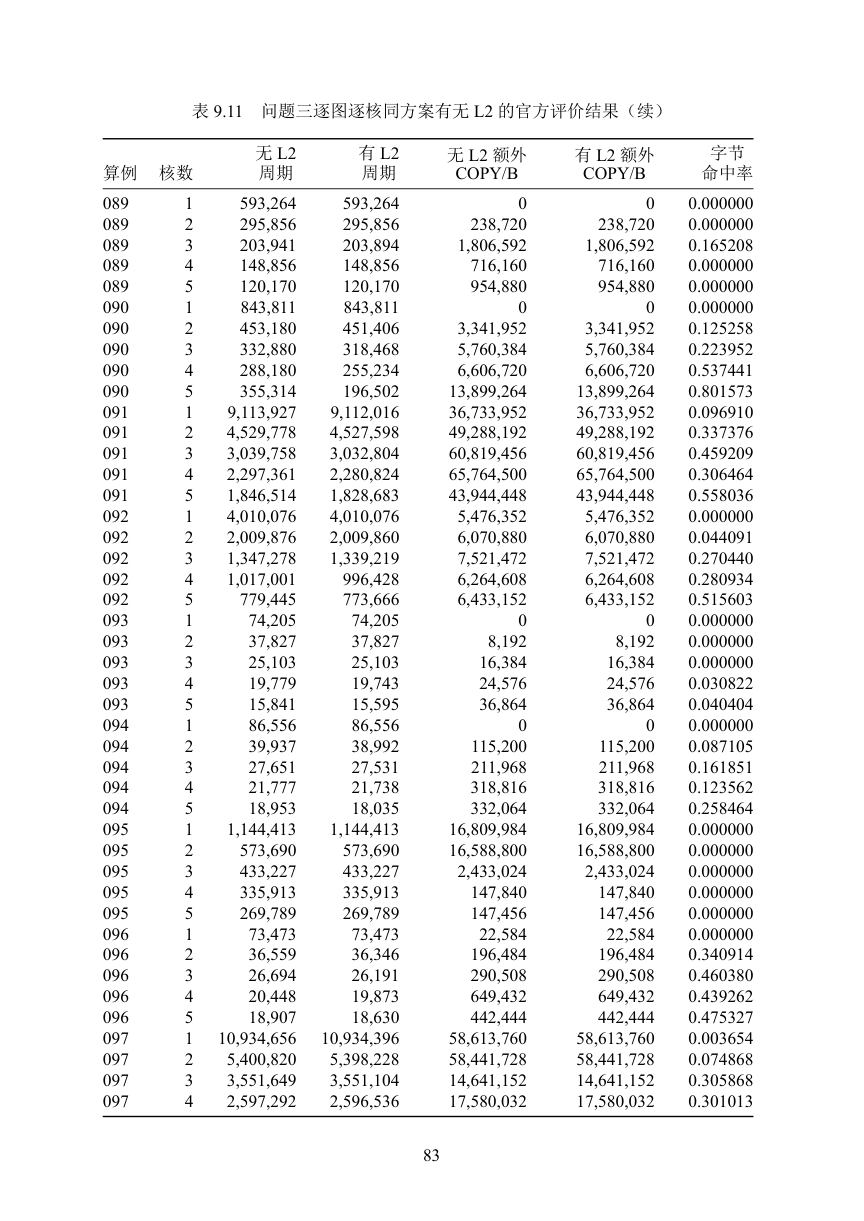 表 9.11 问题三逐图逐核同方案有无 L2 的官方评价结果（续）
无 L2 有 L2 无 L2 额外 有 L2 额外 字节
算例 核数 周期 周期 COPY/B COPY/B 命中率
089 1 593,264 593,264 0 0 0.000000
089 2 295,856 295,856 238,720 238,720 0.000000
089 3 203,941 203,894 1,806,592 1,806,592 0.165208
089 4 148,856 148,856 716,160 716,160 0.000000
089 5 120,170 120,170 954,880 954,880 0.000000
090 1 843,811 843,811 0 0 0.000000
090 2 453,180 451,406 3,341,952 3,341,952 0.125258
090 3 332,880 318,468 5,760,384 5,760,384 0.223952
090 4 288,180 255,234 6,606,720 6,606,720 0.537441
090 5 355,314 196,502 13,899,264 13,899,264 0.801573
091 1 9,113,927 9,112,016 36,733,952 36,733,952 0.096910
091 2 4,529,778 4,527,598 49,288,192 49,288,192 0.337376
091 3 3,039,758 3,032,804 60,819,456 60,819,456 0.459209
091 4 2,297,361 2,280,824 65,764,500 65,764,500 0.306464
091 5 1,846,514 1,828,683 43,944,448 43,944,448 0.558036
092 1 4,010,076 4,010,076 5,476,352 5,476,352 0.000000
092 2 2,009,876 2,009,860 6,070,880 6,070,880 0.044091
092 3 1,347,278 1,339,219 7,521,472 7,521,472 0.270440
092 4 1,017,001 996,428 6,264,608 6,264,608 0.280934
092 5 779,445 773,666 6,433,152 6,433,152 0.515603
093 1 74,205 74,205 0 0 0.000000
093 2 37,827 37,827 8,192 8,192 0.000000
093 3 25,103 25,103 16,384 16,384 0.000000
093 4 19,779 19,743 24,576 24,576 0.030822
093 5 15,841 15,595 36,864 36,864 0.040404
094 1 86,556 86,556 0 0 0.000000
094 2 39,937 38,992 115,200 115,200 0.087105
094 3 27,651 27,531 211,968 211,968 0.161851
094 4 21,777 21,738 318,816 318,816 0.123562
094 5 18,953 18,035 332,064 332,064 0.258464
095 1 1,144,413 1,144,413 16,809,984 16,809,984 0.000000
095 2 573,690 573,690 16,588,800 16,588,800 0.000000
095 3 433,227 433,227 2,433,024 2,433,024 0.000000
095 4 335,913 335,913 147,840 147,840 0.000000
095 5 269,789 269,789 147,456 147,456 0.000000
096 1 73,473 73,473 22,584 22,584 0.000000
096 2 36,559 36,346 196,484 196,484 0.340914
096 3 26,694 26,191 290,508 290,508 0.460380
096 4 20,448 19,873 649,432 649,432 0.439262
096 5 18,907 18,630 442,444 442,444 0.475327
097 1 10,934,656 10,934,396 58,613,760 58,613,760 0.003654
097 2 5,400,820 5,398,228 58,441,728 58,441,728 0.074868
097 3 3,551,649 3,551,104 14,641,152 14,641,152 0.305868
097 4 2,597,292 2,596,536 17,580,032 17,580,032 0.301013
83